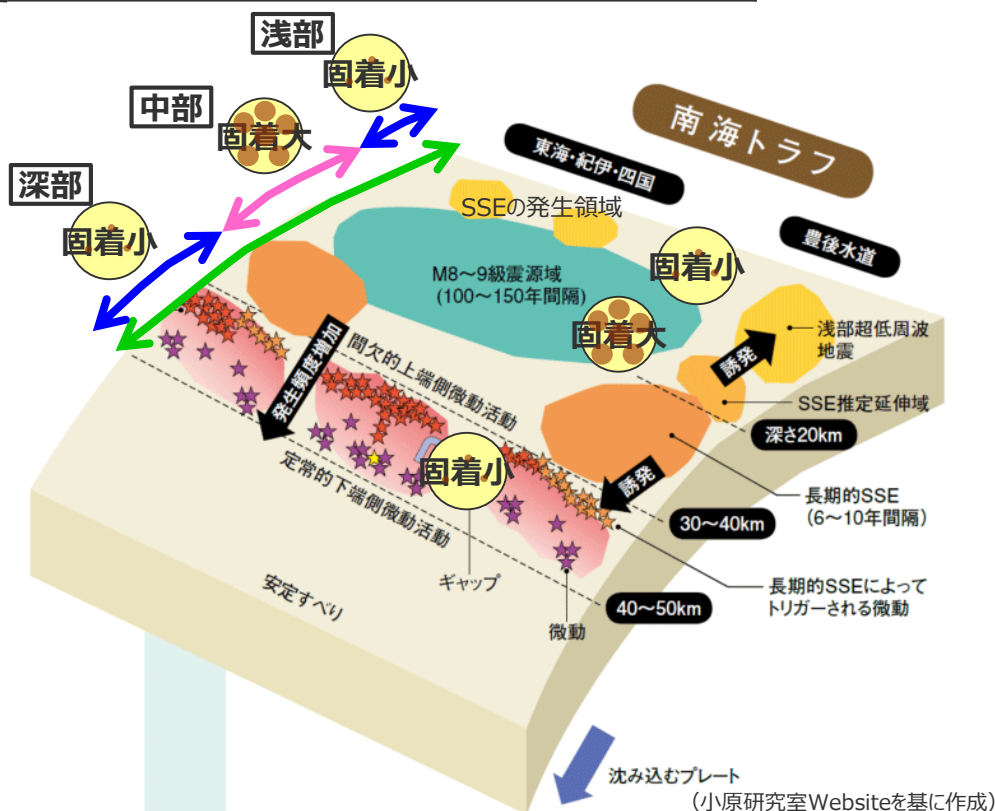 浅部
固着小
中部
固着大
深部
固着小
南海トラフ
東海・紀伊・四国
豊後水道
SSEの発生領域
固着小
M8～9級震源域
(100～150年間隔)
固着大
浅部超低周波
地震
誘発
SSE推定延伸域
深さ20km
発生頻度増加
間欠的上端側微動活動
定常的下端側微動活動
固着小
誘発
長期的SSE
(6～10年間隔)
30～40km
ギャップ
長期的SSEによって
トリガーされる微動
40～50km
微動
安定すべり
沈み込むプレート
(小原研究室Websiteを基に作成)